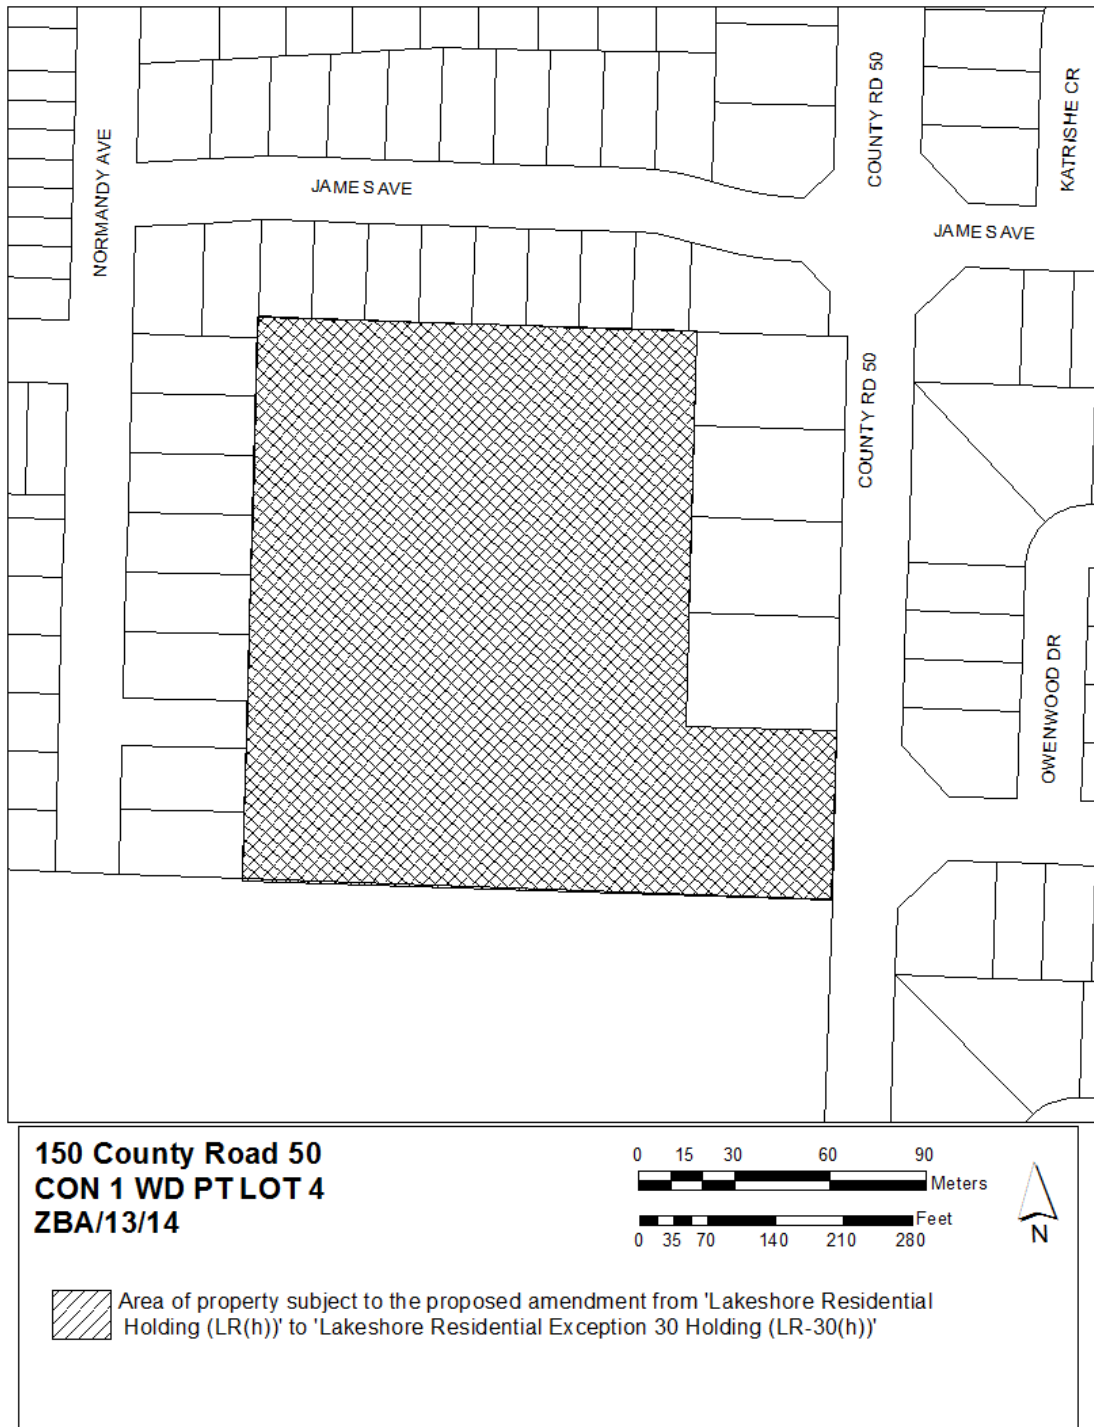 COUNTY RD 50
KATRISHE CR
NORMANDY AVE
JAMES AVE
JAMES AVE
COUNTY RD 50
OWENWOOD DR
150 County Road 50
CON 1 WD PT LOT 4
ZBA/13/14
0 15 30 60 90
Meters
Feet
0 35 70 140 210 280
N
Area of property subject to the proposed amendment from 'Lakeshore Residential
Holding (LR(h))' to 'Lakeshore Residential Exception 30 Holding (LR-30(h))'